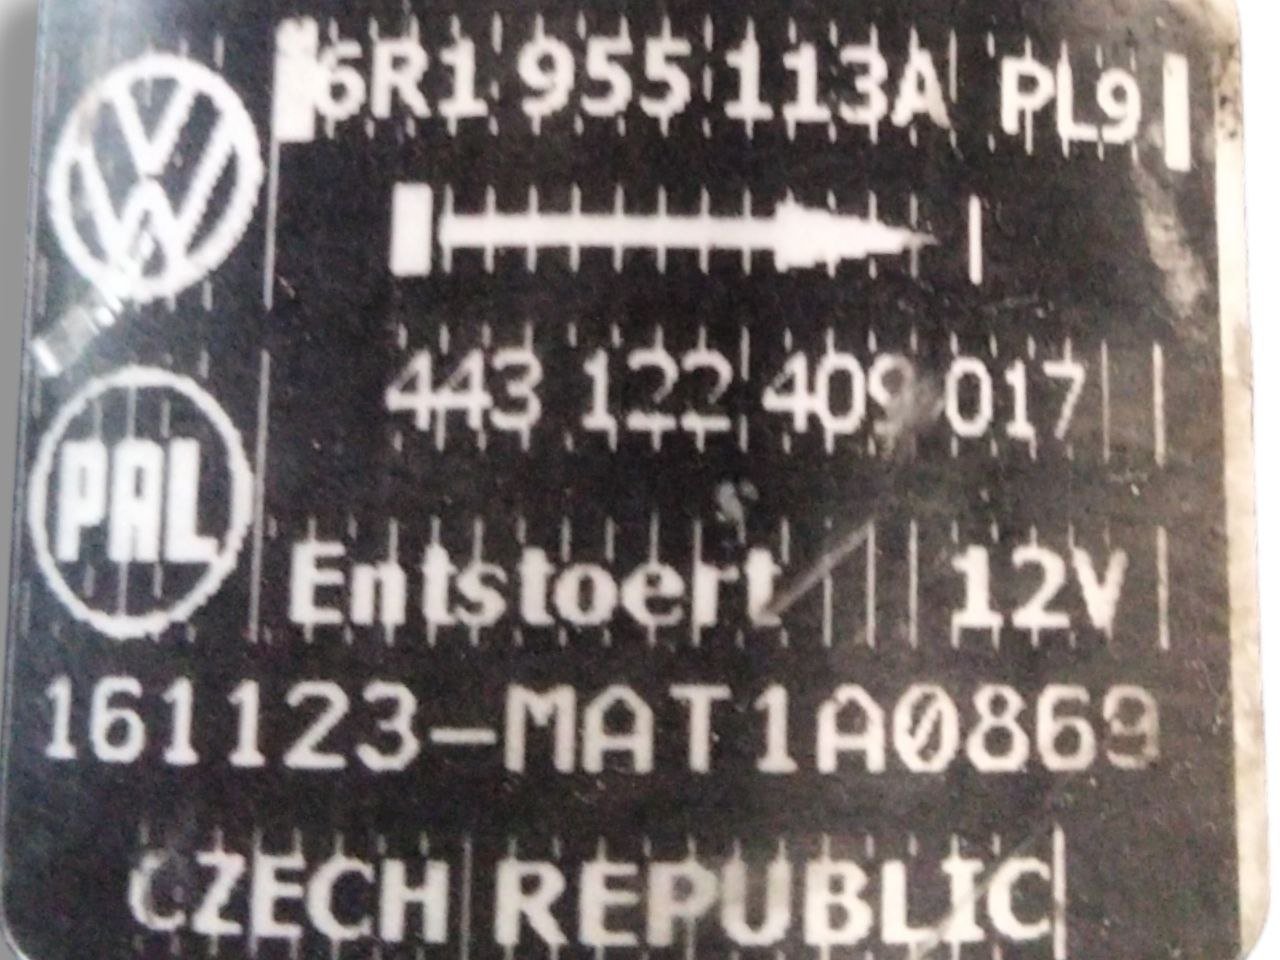 6R1 955 113A PL9
443 122 409 017
PAL
Entstoert 12V
161123-MAT1A0869
CZECH REPUBLIC